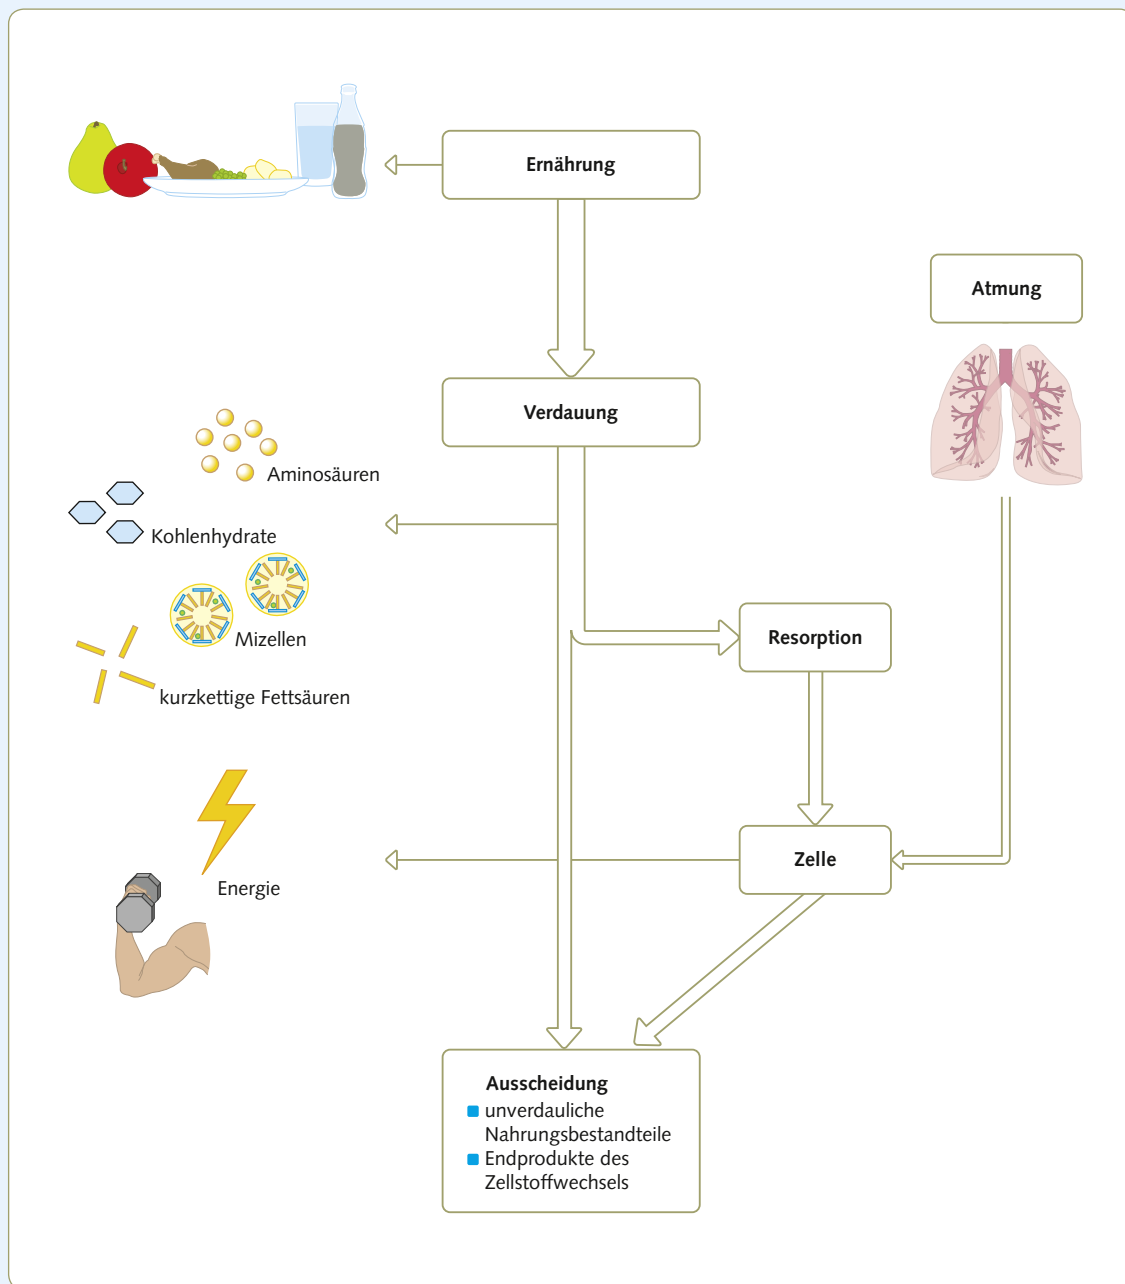 Ernährung
Atmung
Verdauung
Aminosäuren
Kohlenhydrate
Mizellen
Resorption
kurzkettige Fettsäuren
Zelle
Energie
Ausscheidung
unverdauliche
Nahrungsbestandteile
Endprodukte des
Zellstoffwechsels